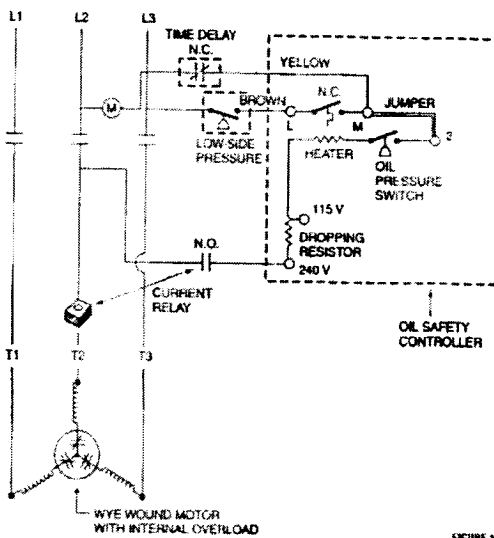 L1 L2 L3
TIME DELAY
N.C.
YELLOW
N.C.
JUMPER
M
BROWN
L
M
2
LOW-SIDE
PRESSURE
HEATER
OIL
PRESSURE
SWITCH
115 V
DROPPING
RESISTOR
N.O.
240 V
CURRENT
RELAY
OIL SAFETY
CONTROLLER
T1 T2 T3
WYE WOUND MOTOR
WITH INTERNAL OVERLOAD